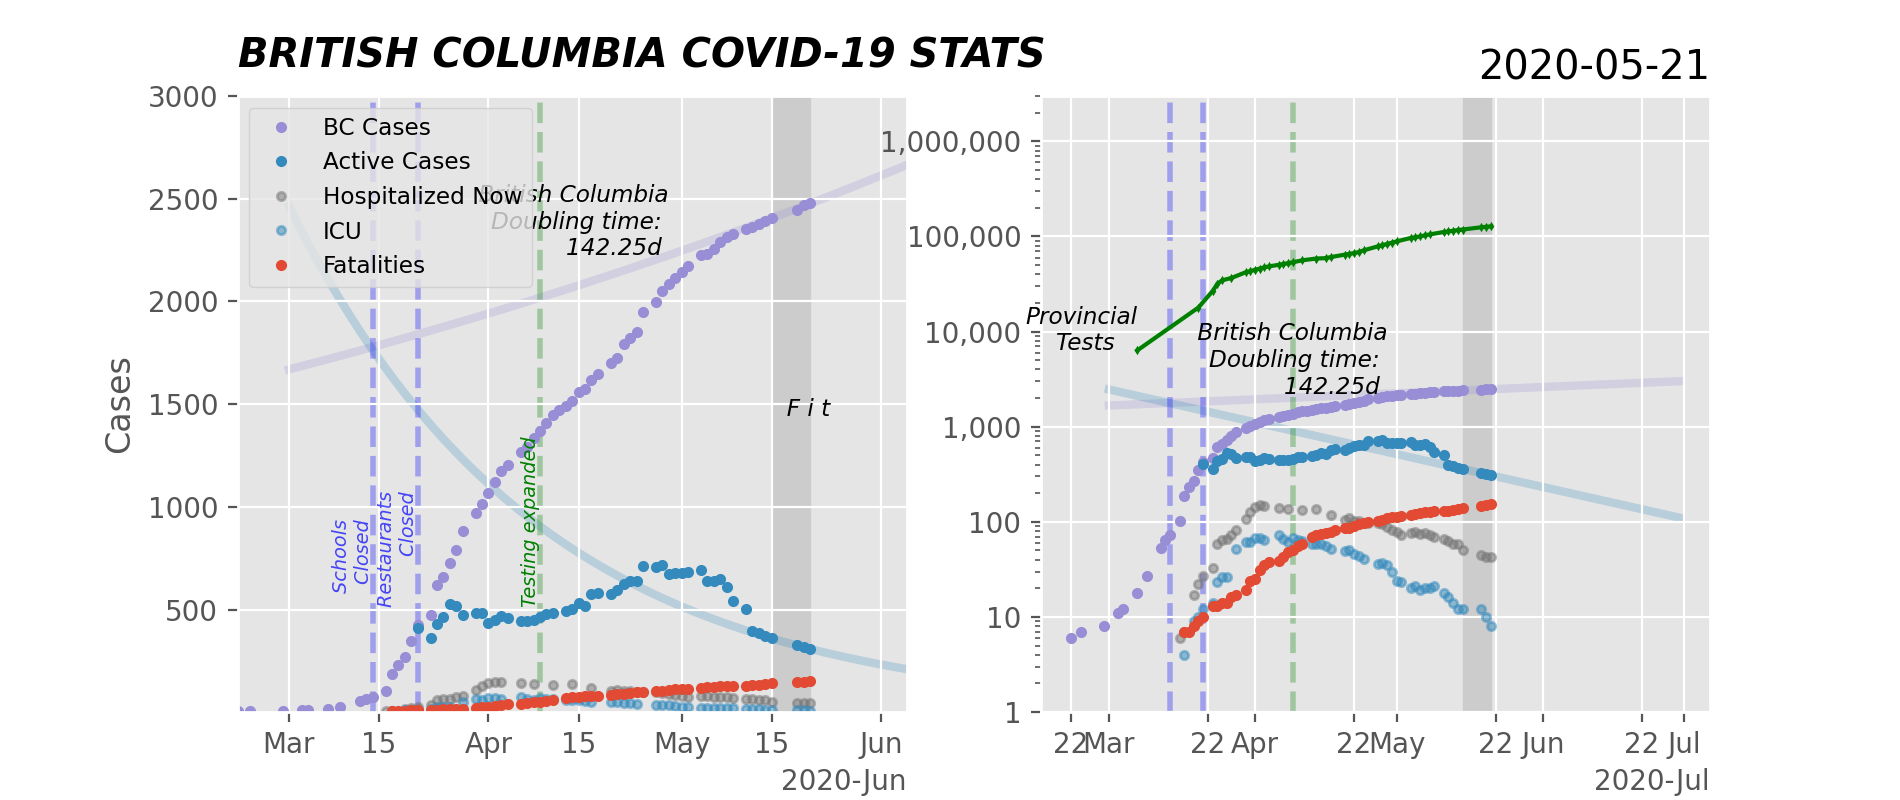 BRITISH COLUMBIA COVID-19 STATS
2020-05-21
Cases
3000
2500
2000
1500
1000
500
BC Cases
Active Cases
Hospitalized Now
ICU
Fatalities
British Columbia
Doubling time:
142.25d
F i t
Schools
Closed
Restaurants
Closed
Testing expanded
Mar
15
Apr
15
May
15
Jun
2020-Jun
1,000,000
100,000
10,000
1,000
100
10
1
Provincial
Tests
British Columbia
Doubling time:
142.25d
22
Mar
22
Apr
22
May
22
Jun
22
Jul
2020-Jul